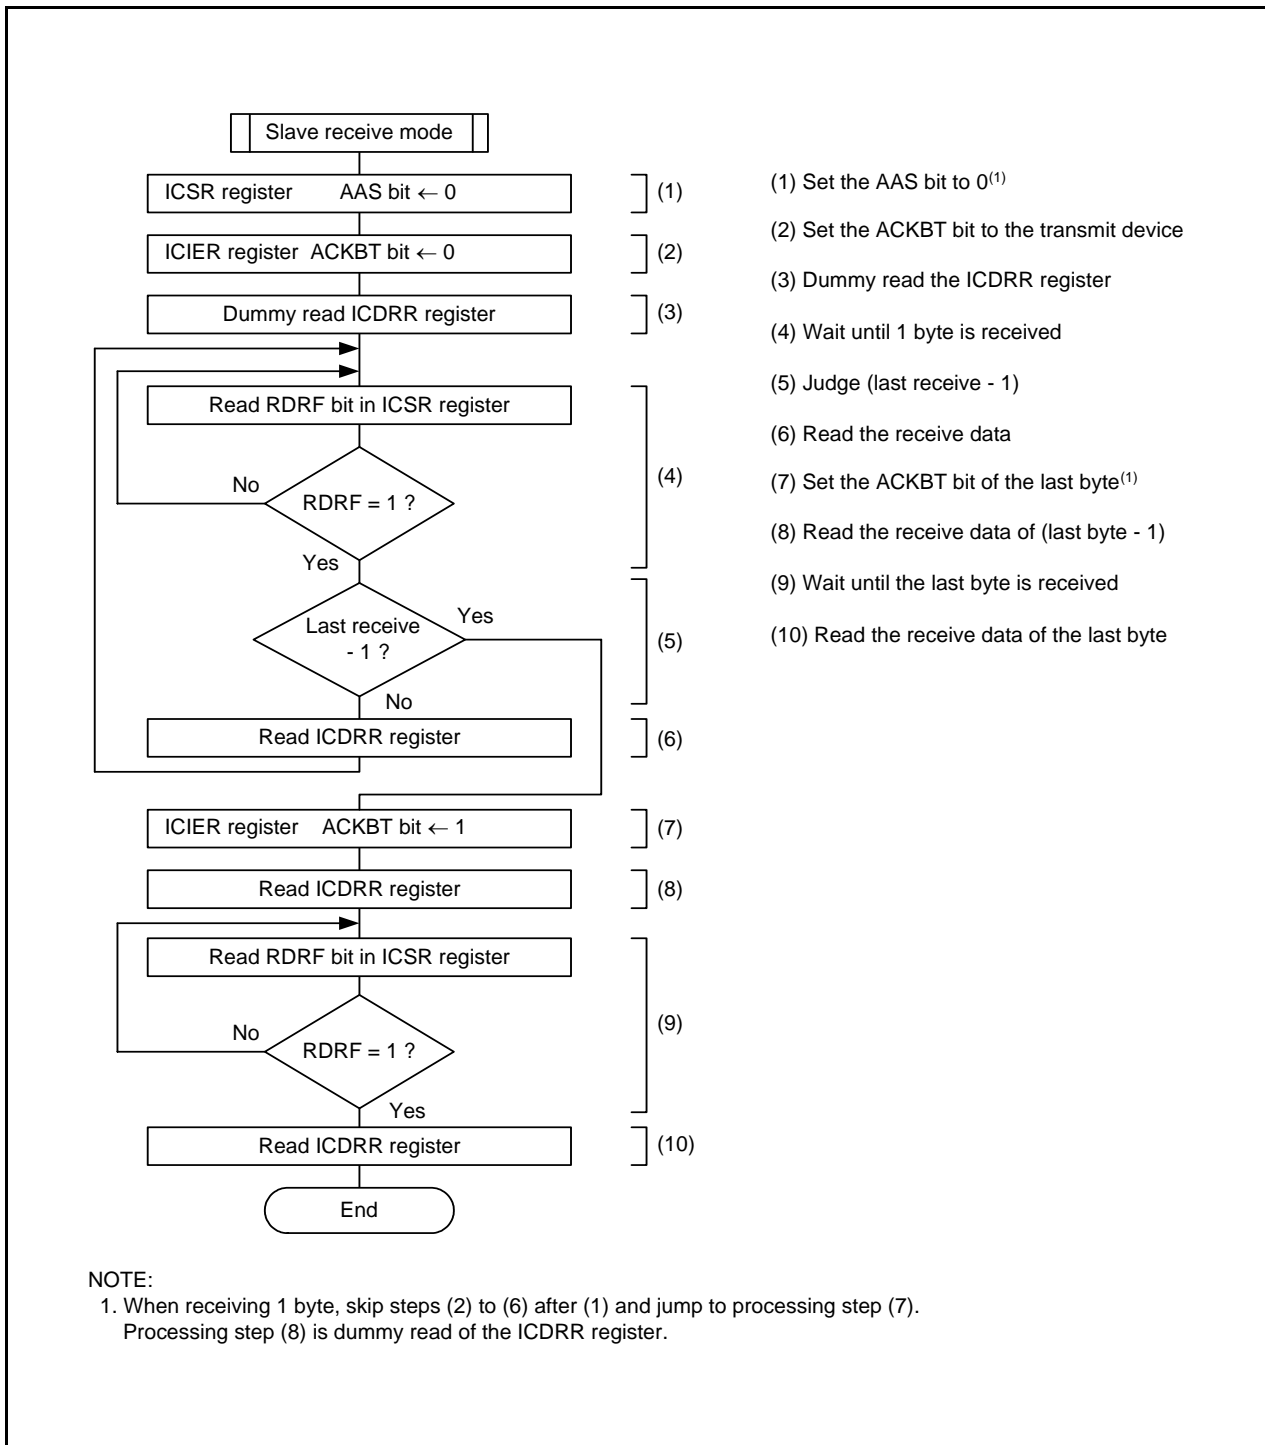 Slave receive mode
ICSR register AAS bit ← 0
(1)
ICIER register ACKBT bit ← 0
(2)
Dummy read ICDRR register
(3)
Read RDRF bit in ICSR register
No
RDRF = 1 ?
(4)
Yes
Last receive
- 1 ?
Yes
(5)
No
Read ICDRR register
(6)
ICIER register ACKBT bit ← 1
(7)
Read ICDRR register
(8)
Read RDRF bit in ICSR register
No
RDRF = 1 ?
(9)
Yes
Read ICDRR register
(10)
End
(1) Set the AAS bit to 0(1)
(2) Set the ACKBT bit to the transmit device
(3) Dummy read the ICDRR register
(4) Wait until 1 byte is received
(5) Judge (last receive - 1)
(6) Read the receive data
(7) Set the ACKBT bit of the last byte(1)
(8) Read the receive data of (last byte - 1)
(9) Wait until the last byte is received
(10) Read the receive data of the last byte
NOTE:
1. When receiving 1 byte, skip steps (2) to (6) after (1) and jump to processing step (7).
Processing step (8) is dummy read of the ICDRR register.